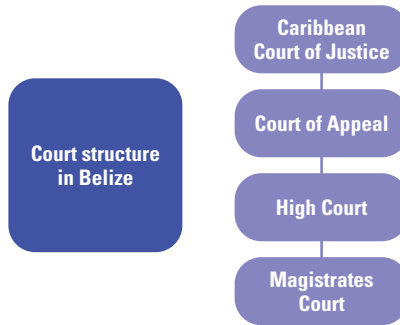 Court structure
in Belize
Caribbean
Court of Justice
Court of Appeal
High Court
Magistrates
Court